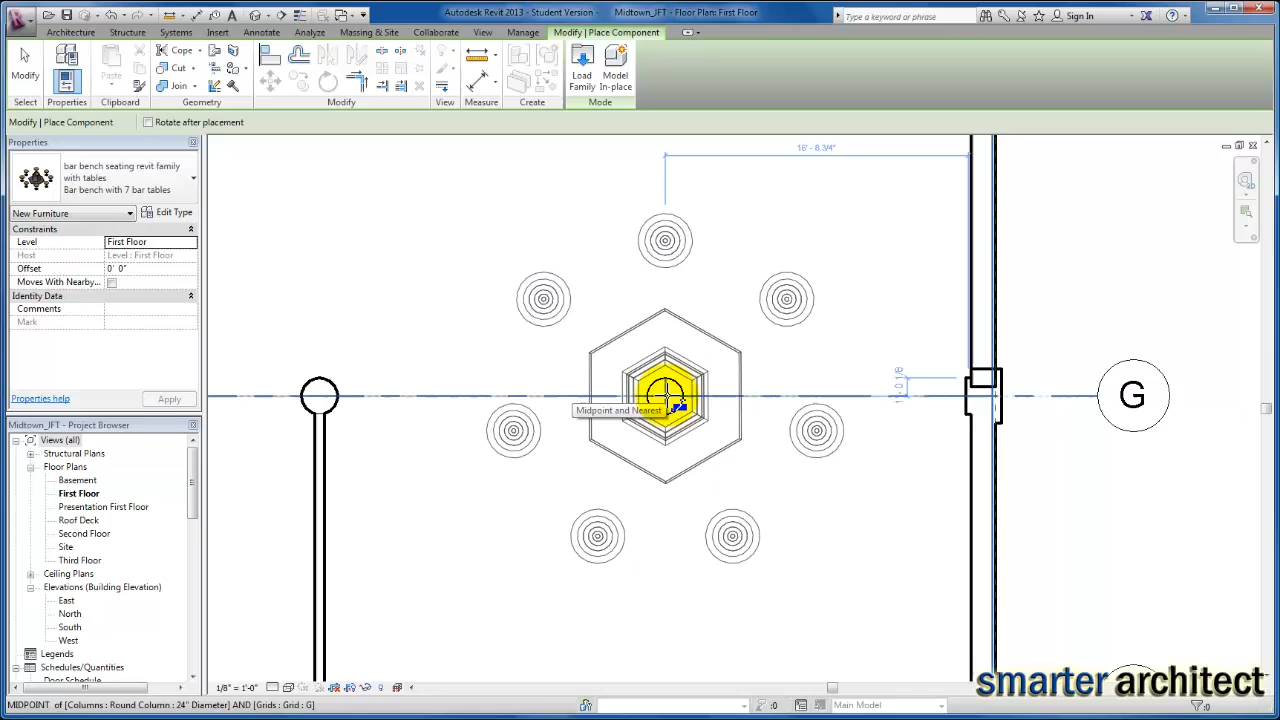 Autodesk Revit 2013 - Student Version - Midtown_JFT - Floor Plan: First Floor
Type a keyword or phrase
Sign In
Architecture Structure Systems Insert Annotate Analyze Massing & Site Collaborate View Manage Modify | Place Component
Modify
Paste
Cope
Cut
Join
Load Family
Model In-place
Select Properties Clipboard Geometry Modify View Measure Create Mode
Modify | Place Component
Rotate after placement
Properties
bar bench seating revit family with tables
Bar bench with 7 bar tables
New Furniture
Edit Type
Constraints
Level First Floor
Host Level : First Floor
Offset 0' 0"
Moves With Nearby...
Identity Data
Comments
Mark
Properties help
Apply
Midtown_JFT - Project Browser
Views (all)
Structural Plans
Floor Plans
Basement
First Floor
Presentation First Floor
Roof Deck
Second Floor
Site
Third Floor
Ceiling Plans
Elevations (Building Elevation)
East
North
South
West
Legends
Schedules/Quantities
Door Schedule
16' - 8 3/4"
Midpoint and Nearest
G
1/8" = 1'-0"
smarter architect
MIDPOINT of [Columns : Round Column : 24" Diameter] AND [Grids : Grid : G]
:0
Main Model
:0